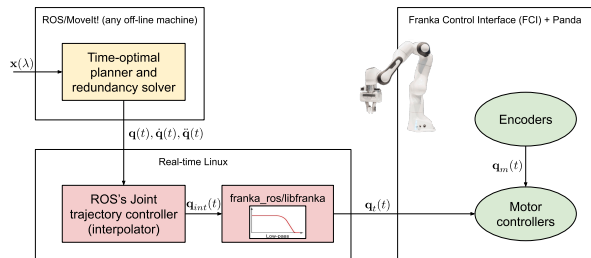 ROS/MoveIt! (any off-line machine)
Franka Control Interface (FCI) + Panda
x(λ)
Time-optimal
planner and
redundancy solver
Encoders
q(t), q̇(t), q̈(t)
Real-time Linux
q_m(t)
ROS's Joint
trajectory controller
(interpolator)
q_int(t)
franka_ros/libfranka
Low-pass
q_t(t)
Motor
controllers